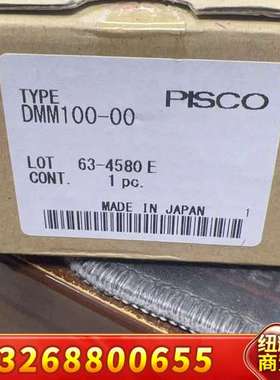 TYPE
PISCO
DMM100-00
LOT 63-4580 E
CONT. 1 pc.
MADE IN JAPAN
1
3268800655